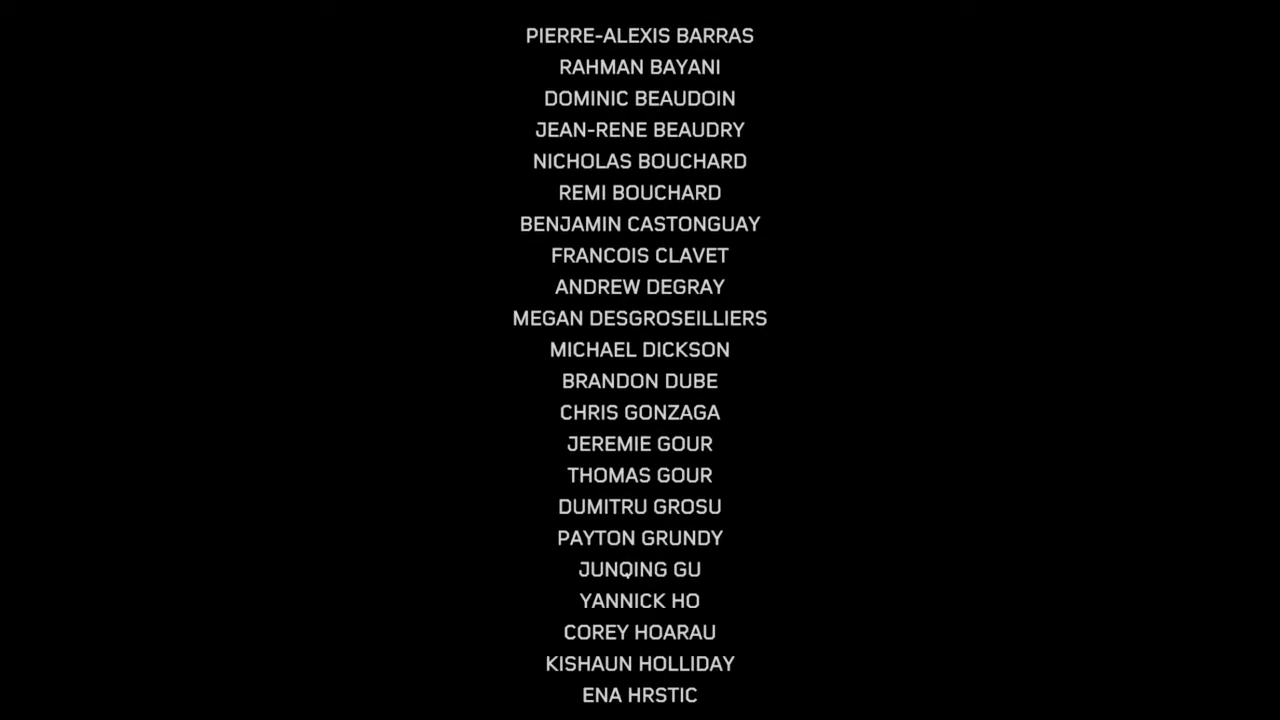 PIERRE-ALEXIS BARRAS
RAHMAN BAYANI
DOMINIC BEAUDOIN
JEAN-RENE BEAUDRY
NICHOLAS BOUCHARD
REMI BOUCHARD
BENJAMIN CASTONGUAY
FRANCOIS CLAVET
ANDREW DEGRAY
MEGAN DESGROSEILLIERS
MICHAEL DICKSON
BRANDON DUBE
CHRIS GONZAGA
JEREMIE GOUR
THOMAS GOUR
DUMITRU GROSU
PAYTON GRUNDY
JUNQING GU
YANNICK HO
COREY HOARAU
KISHAUN HOLLIDAY
ENA HRSTIC